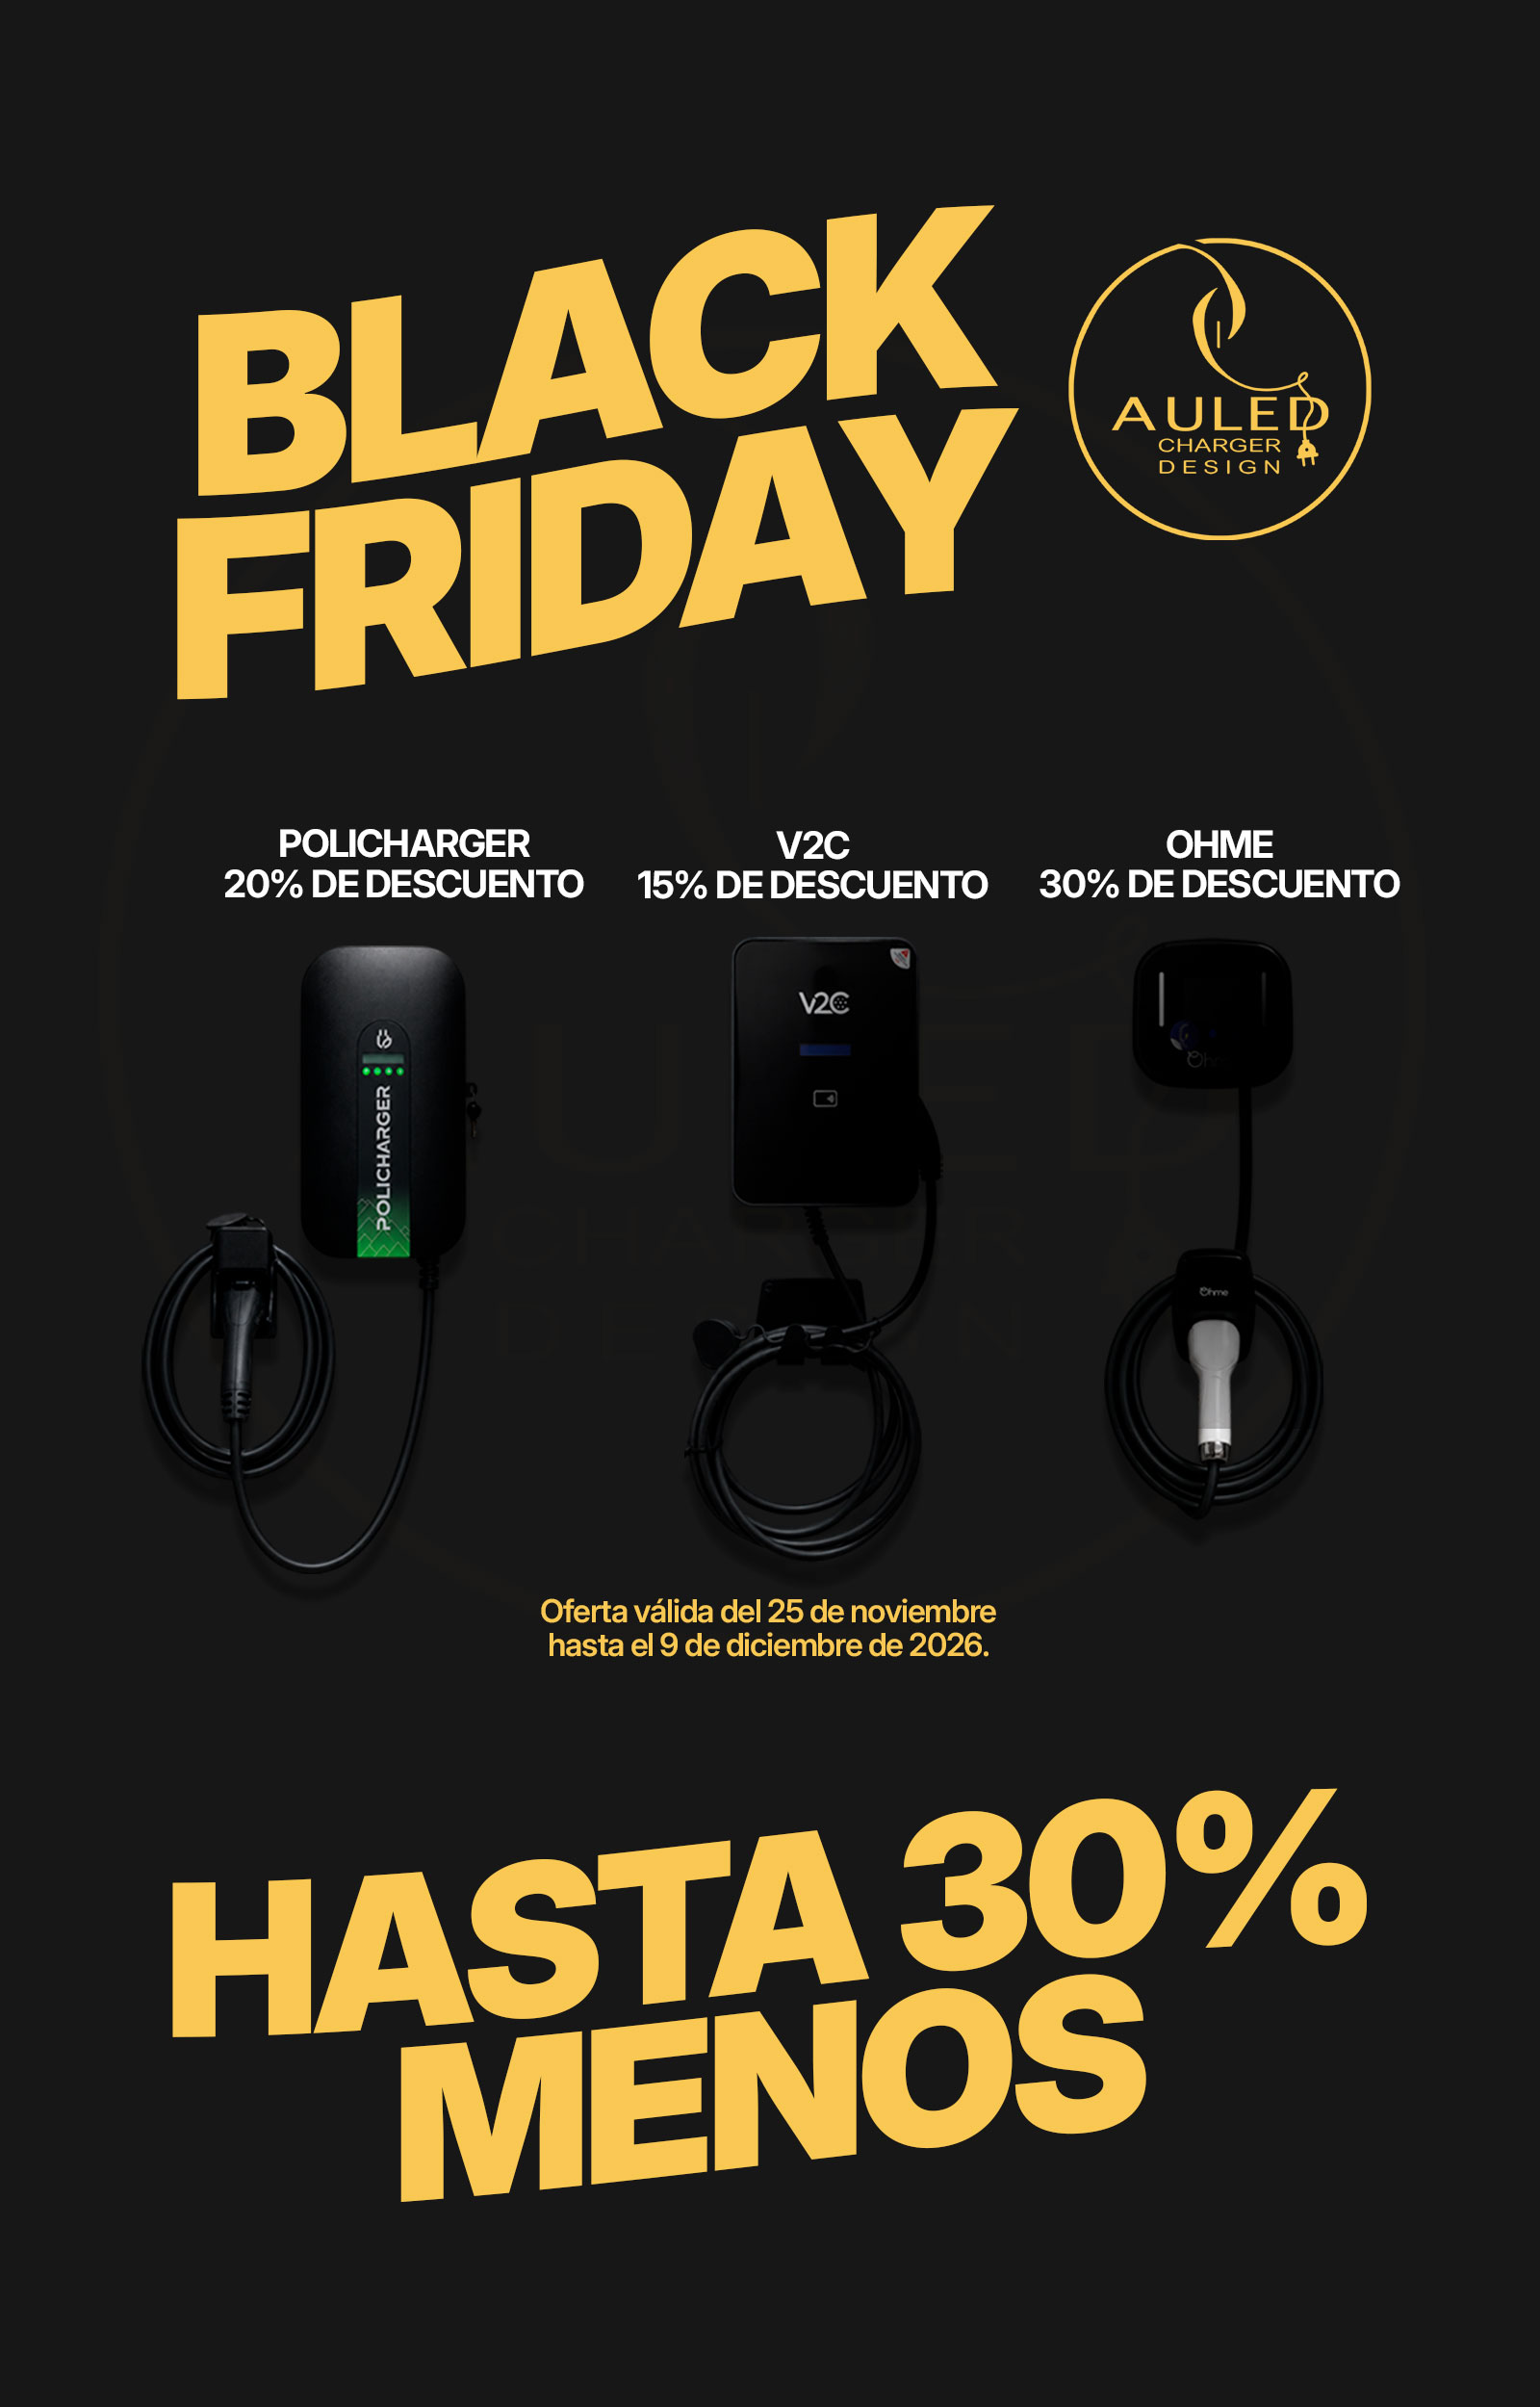 BLACK
FRIDAY
AULED
CHARGER
DESIGN
POLICHARGER
20% DE DESCUENTO
V2C
15% DE DESCUENTO
OHME
30% DE DESCUENTO
POLICHARGER
V2C
Ohme
Ohme
Oferta válida del 25 de noviembre
hasta el 9 de diciembre de 2026.
HASTA 30%
MENOS